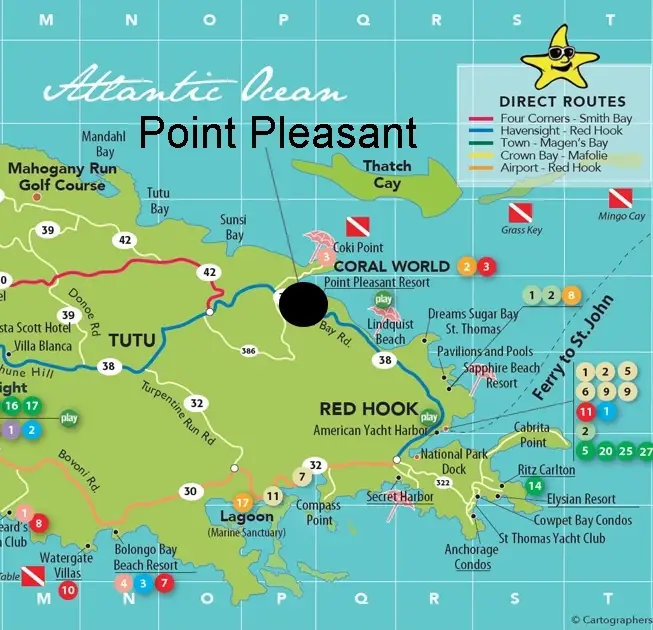 M N O P Q R S T
Atlantic Ocean
DIRECT ROUTES
Four Corners - Smith Bay
Havensight - Red Hook
Town - Magen's Bay
Crown Bay - Mafolie
Airport - Red Hook
Point Pleasant
Mandahl
Bay
Mahogany Run
Golf Course
Thatch
Cay
Tutu
Bay
Sunsi
Bay
Grass Key
Mingo Cay
39
42
42
Coki Point
3
CORAL WORLD
2 3
Point Pleasant Resort
play
1 2 8
Donoe Rd
39
TUTU
Bay Rd.
Lindquist
Beach
Dreams Sugar Bay
St. Thomas
Ferry to St. John
sta Scott Hotel
Villa Blanca
386
38
38
Pavilions and Pools
Sapphire Beach
Resort
hune Hill
ight
16 17
play
1 2
Turpentine Run Rd
32
RED HOOK
play
American Yacht Harbor
1 2 5
6 9 9
11 1
2
5 20 25 27
Cabrita
Point
National Park
Dock
Bovoni Rd.
30
32
7
11
17
Lagoon
(Marine Sanctuary)
Compass
Point
Secret Harbor
322
Ritz Carlton
14
Elysian Resort
Cowpet Bay Condos
St Thomas Yacht Club
Anchorage
Condos
1
8
eard's
n Club
Watergate
Villas
10
Bolongo Bay
Beach Resort
4 3 7
Table
M N O P Q R S T
© Cartographers